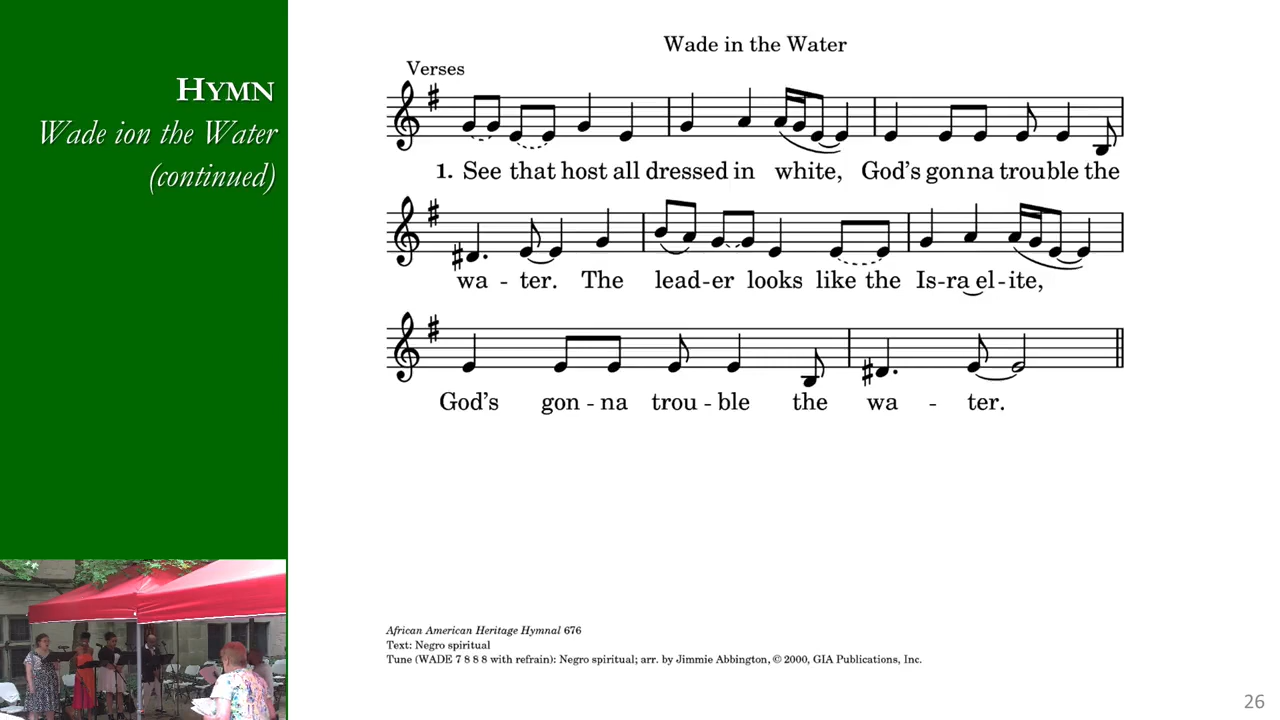 HYMN
Wade ion the Water
(continued)
Wade in the Water
Verses
1. See that host all dressed in white, God's gonna trouble the
wa - ter. The lead-er looks like the Is-ra el-ite,
God's gon - na trou - ble the wa - ter.
African American Heritage Hymnal 676
Text: Negro spiritual
Tune (WADE 7 8 8 8 with refrain): Negro spiritual; arr. by Jimmie Abbington, © 2000, GIA Publications, Inc.
26